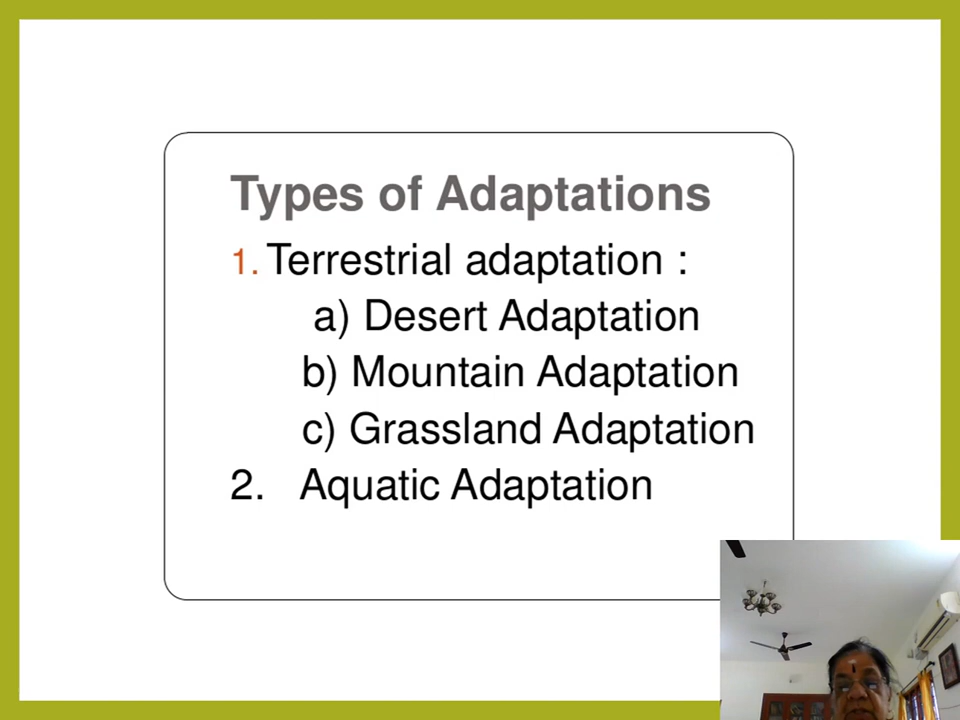 Types of Adaptations
1. Terrestrial adaptation :
a) Desert Adaptation
b) Mountain Adaptation
c) Grassland Adaptation
2. Aquatic Adaptation